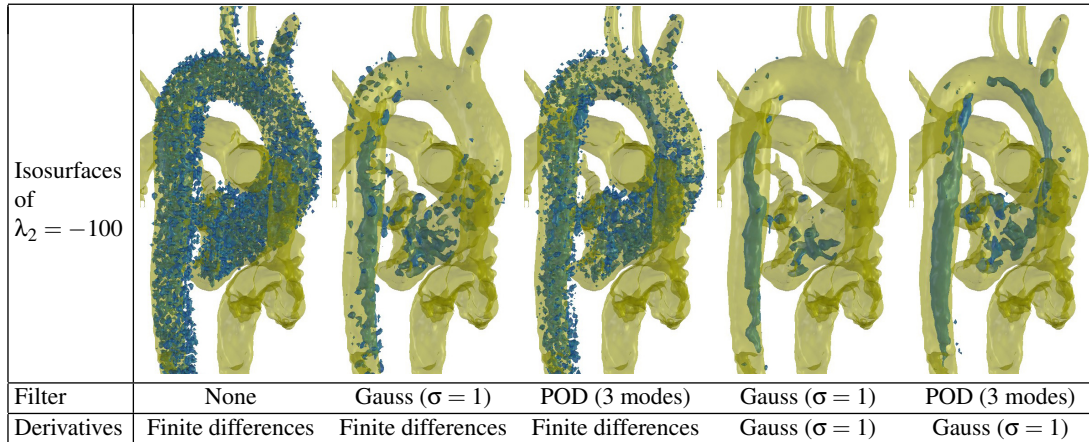 Isosurfaces
of
λ₂ = −100
Filter None Gauss (σ = 1) POD (3 modes) Gauss (σ = 1) POD (3 modes)
Derivatives Finite differences Finite differences Finite differences Gauss (σ = 1) Gauss (σ = 1)